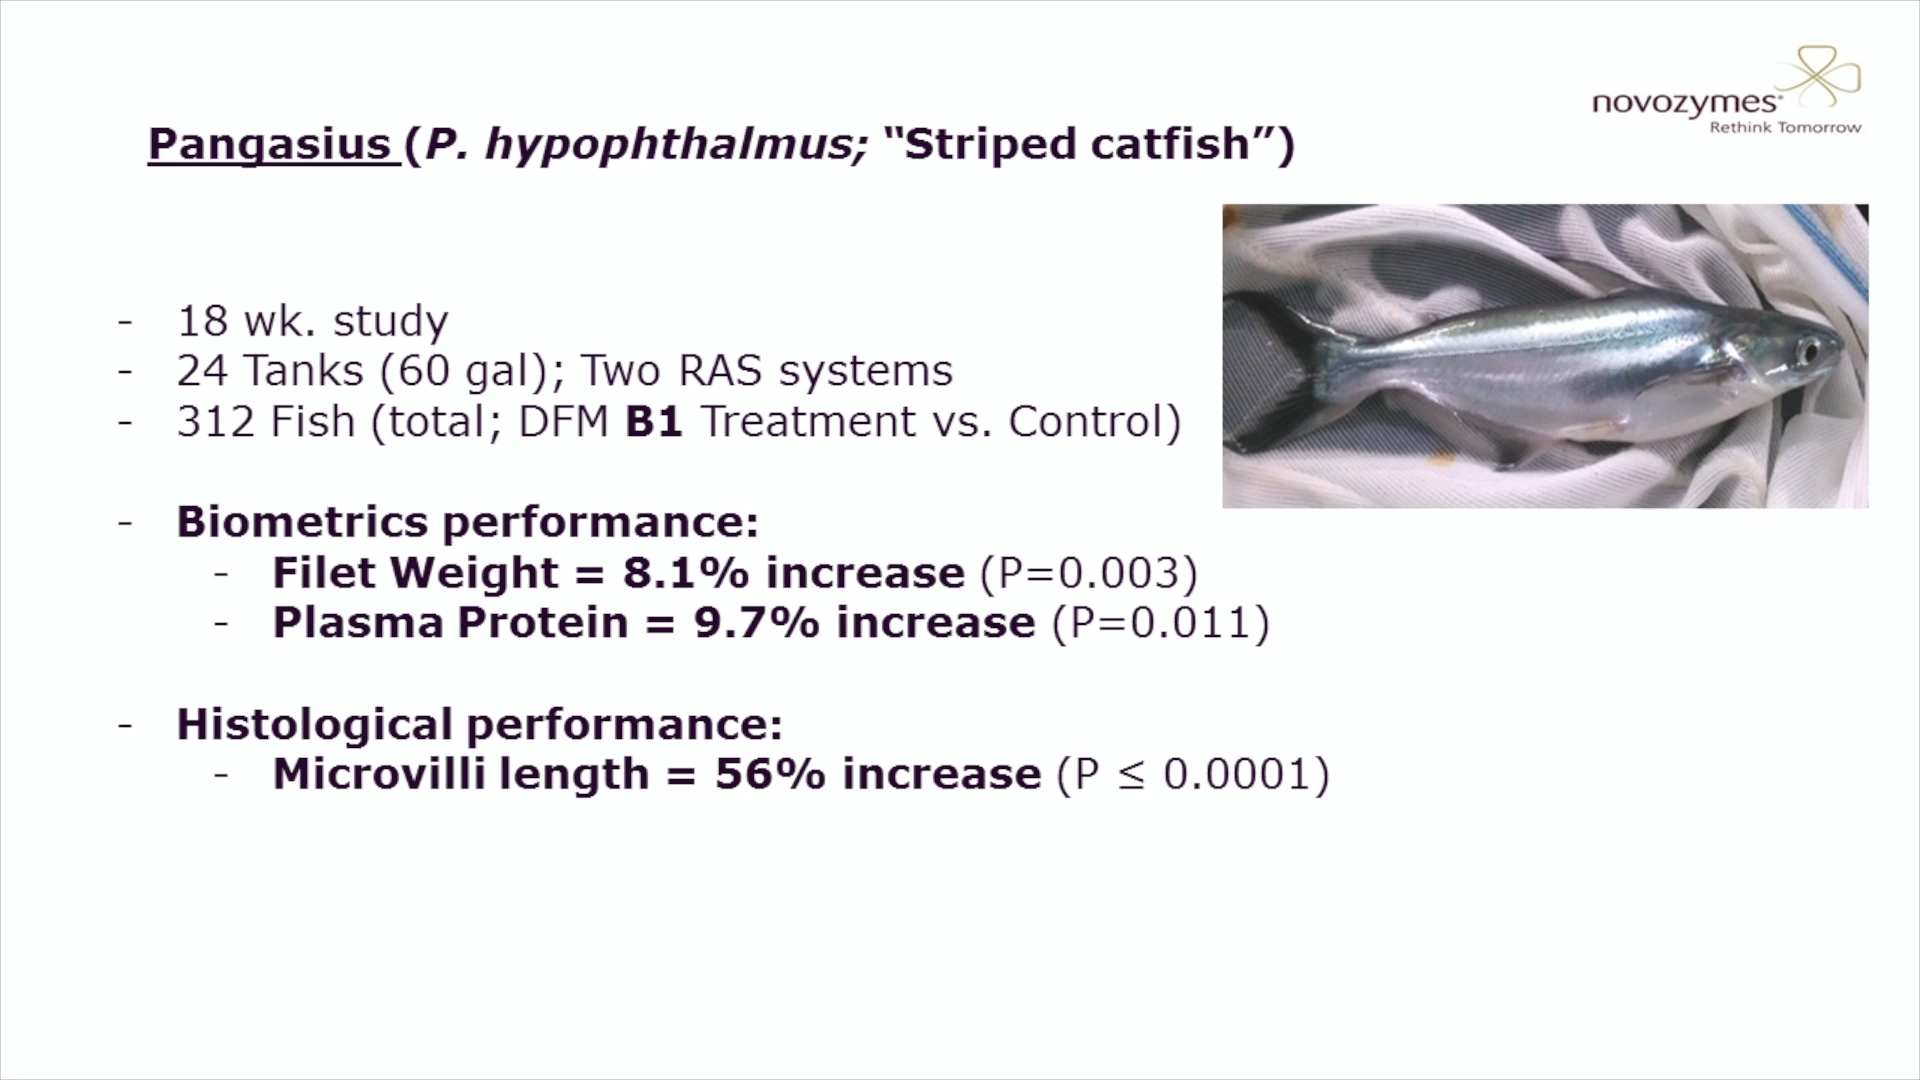 novozymes®
Rethink Tomorrow
Pangasius (P. hypophthalmus; “Striped catfish”)
- 18 wk. study
- 24 Tanks (60 gal); Two RAS systems
- 312 Fish (total; DFM B1 Treatment vs. Control)
- Biometrics performance:
- Filet Weight = 8.1% increase (P=0.003)
- Plasma Protein = 9.7% increase (P=0.011)
- Histological performance:
- Microvilli length = 56% increase (P ≤ 0.0001)